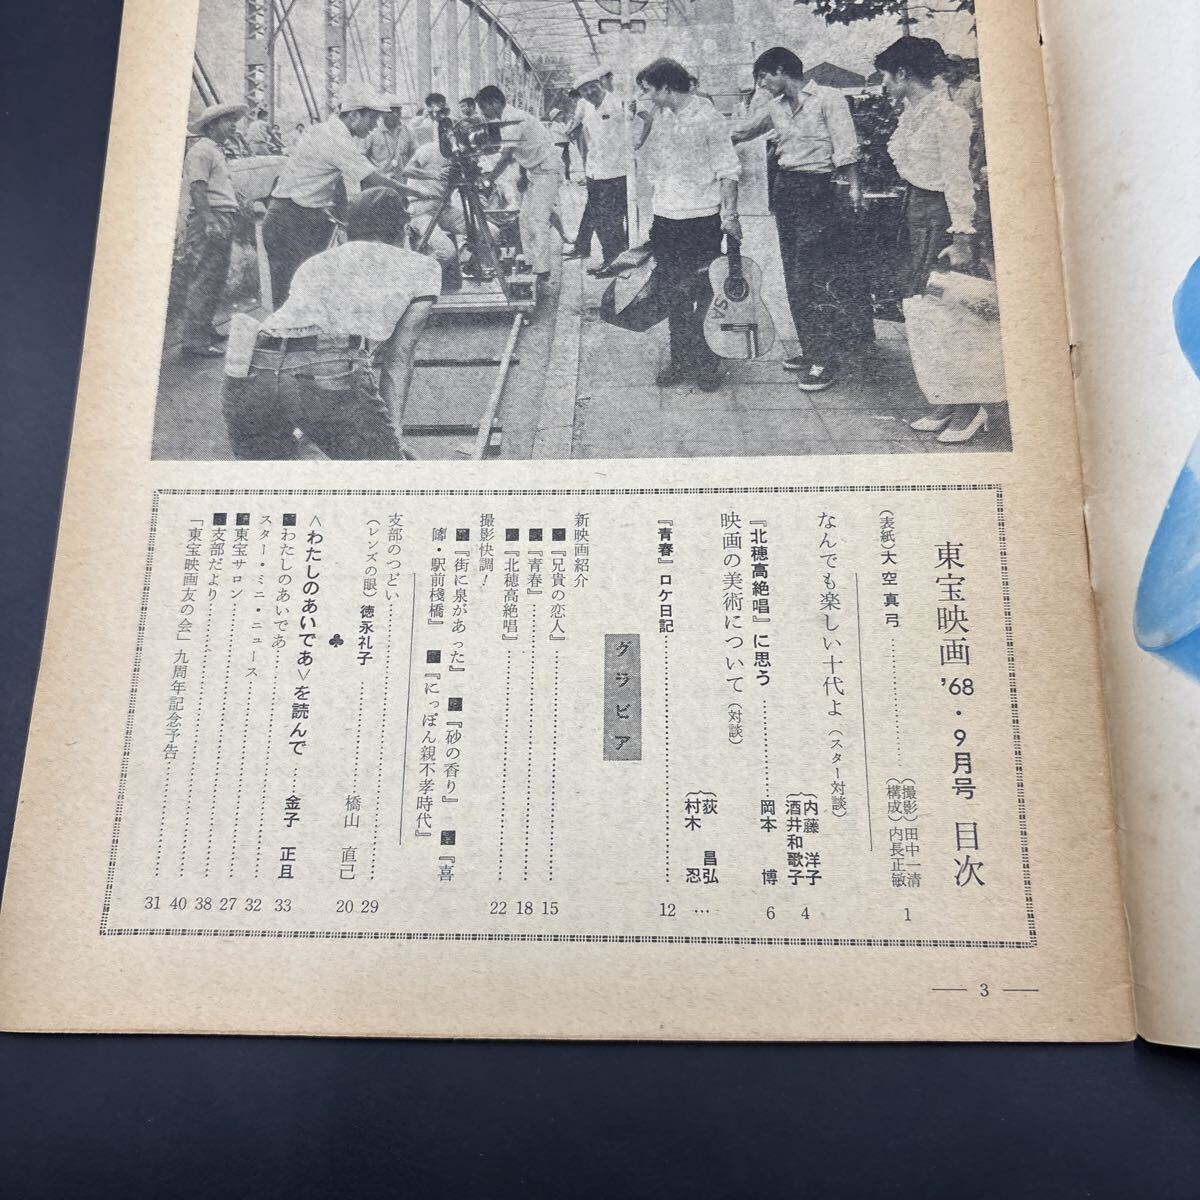 東宝映画 '68・9月号 目次
(表紙)大空真弓…………(撮影)田中一清 1
(構成)内長正敏
なんでも楽しい十代よ(スター対談)
内藤 洋子
酒井和歌子 4
『北穂高絶唱』に思う…………岡本 博 6
映画の美術について(対談)
荻 昌弘
村木 忍 …
『青春』ロケ日記…………12
グラビア
新映画紹介
■『兄貴の恋人』…………15
■『青春』…………18
■『北穂高絶唱』…………22
撮影快調!
■『街に泉があった』 ■『砂の香り』 ■『喜
劇・駅前桟橋』 ■『にっぽん親不孝時代』
支部のつどい…………29
(レンズの眼) 徳永礼子…………橋山 直己 20
♣
<わたしのあいであ>を読んで……金子 正且
■わたしのあいであ…………33
スター・ミニ・ニュース…………32
■東宝サロン…………27
■支部だより…………38
「東宝映画友の会」九周年記念予告…………40
31
— 3 —
SA